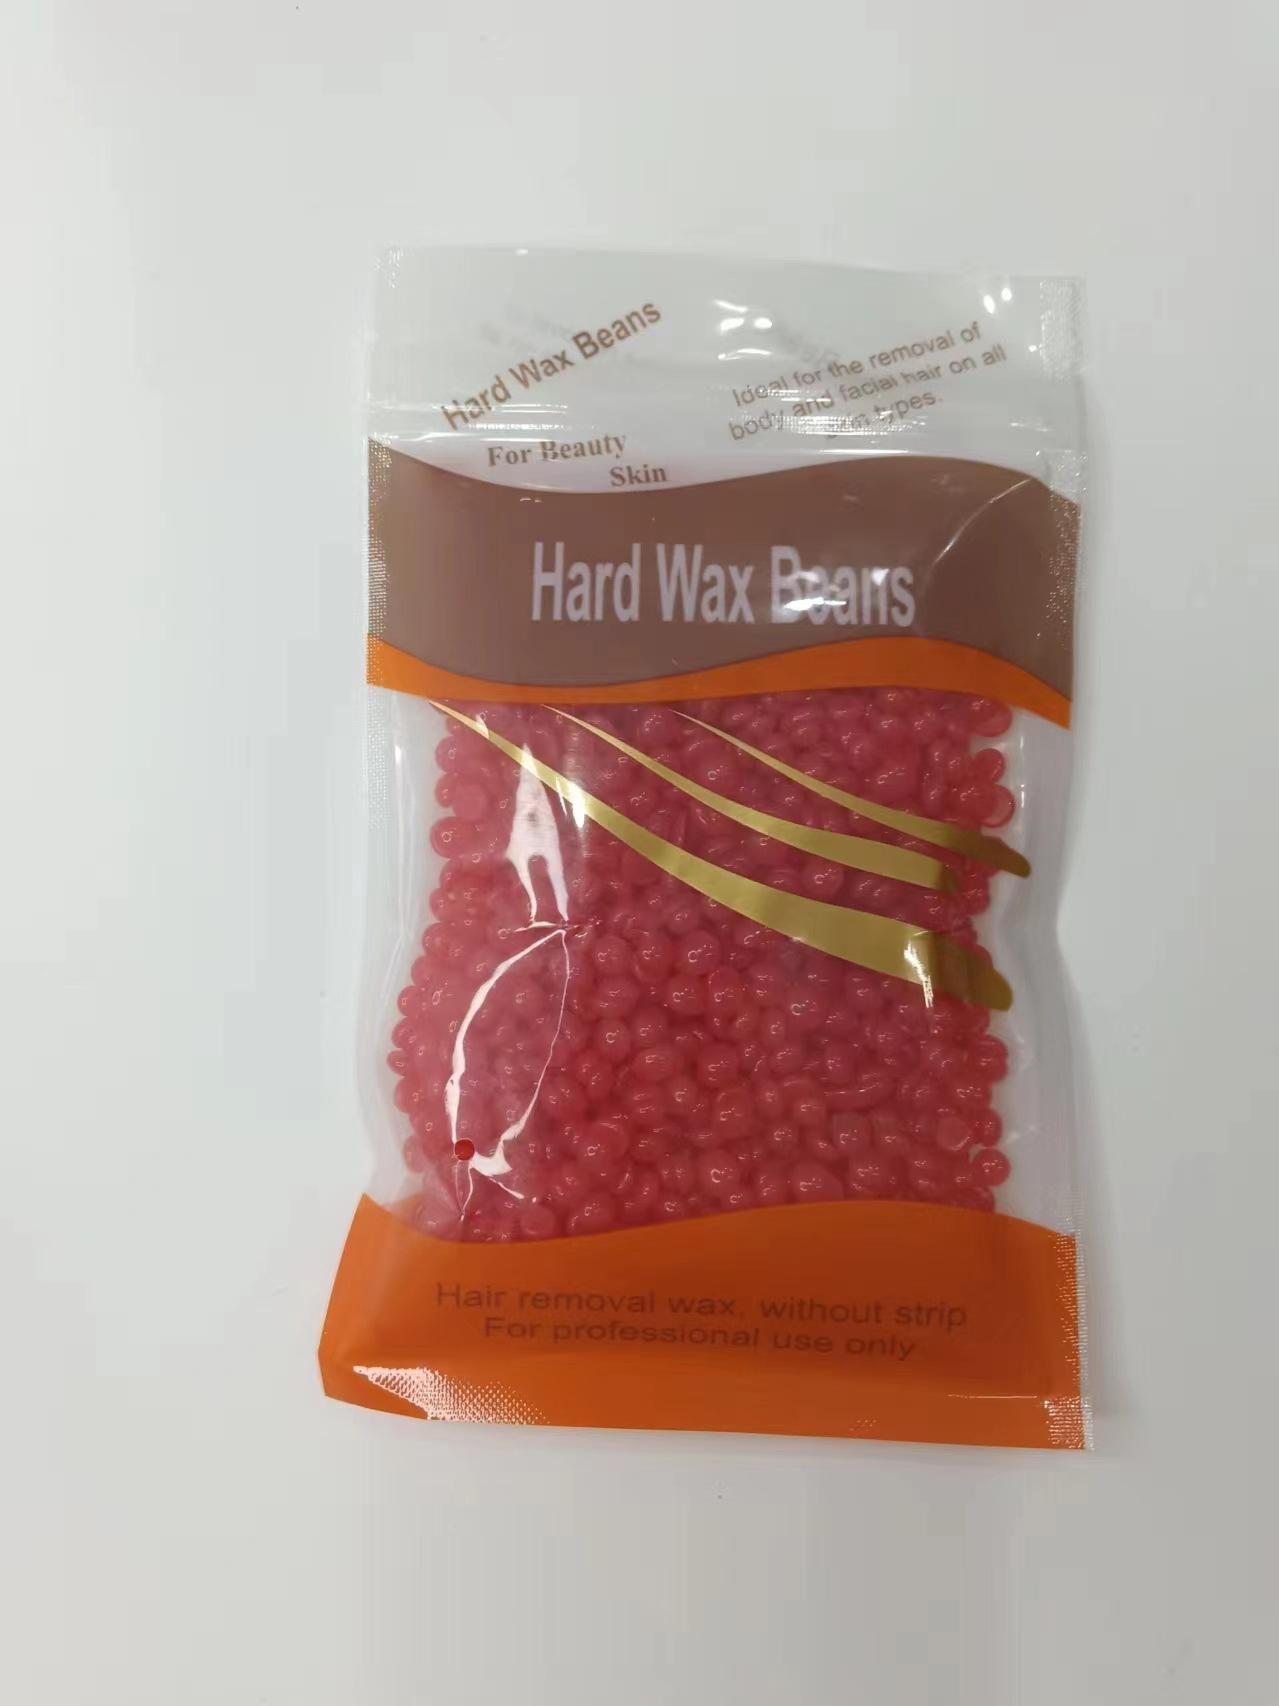 Hard Wax Beans
Ideal for the removal of
body and facial hair on all
skin types.
For Beauty
Skin
Hard Wax Beans
Hair removal wax, without strip
For professional use only